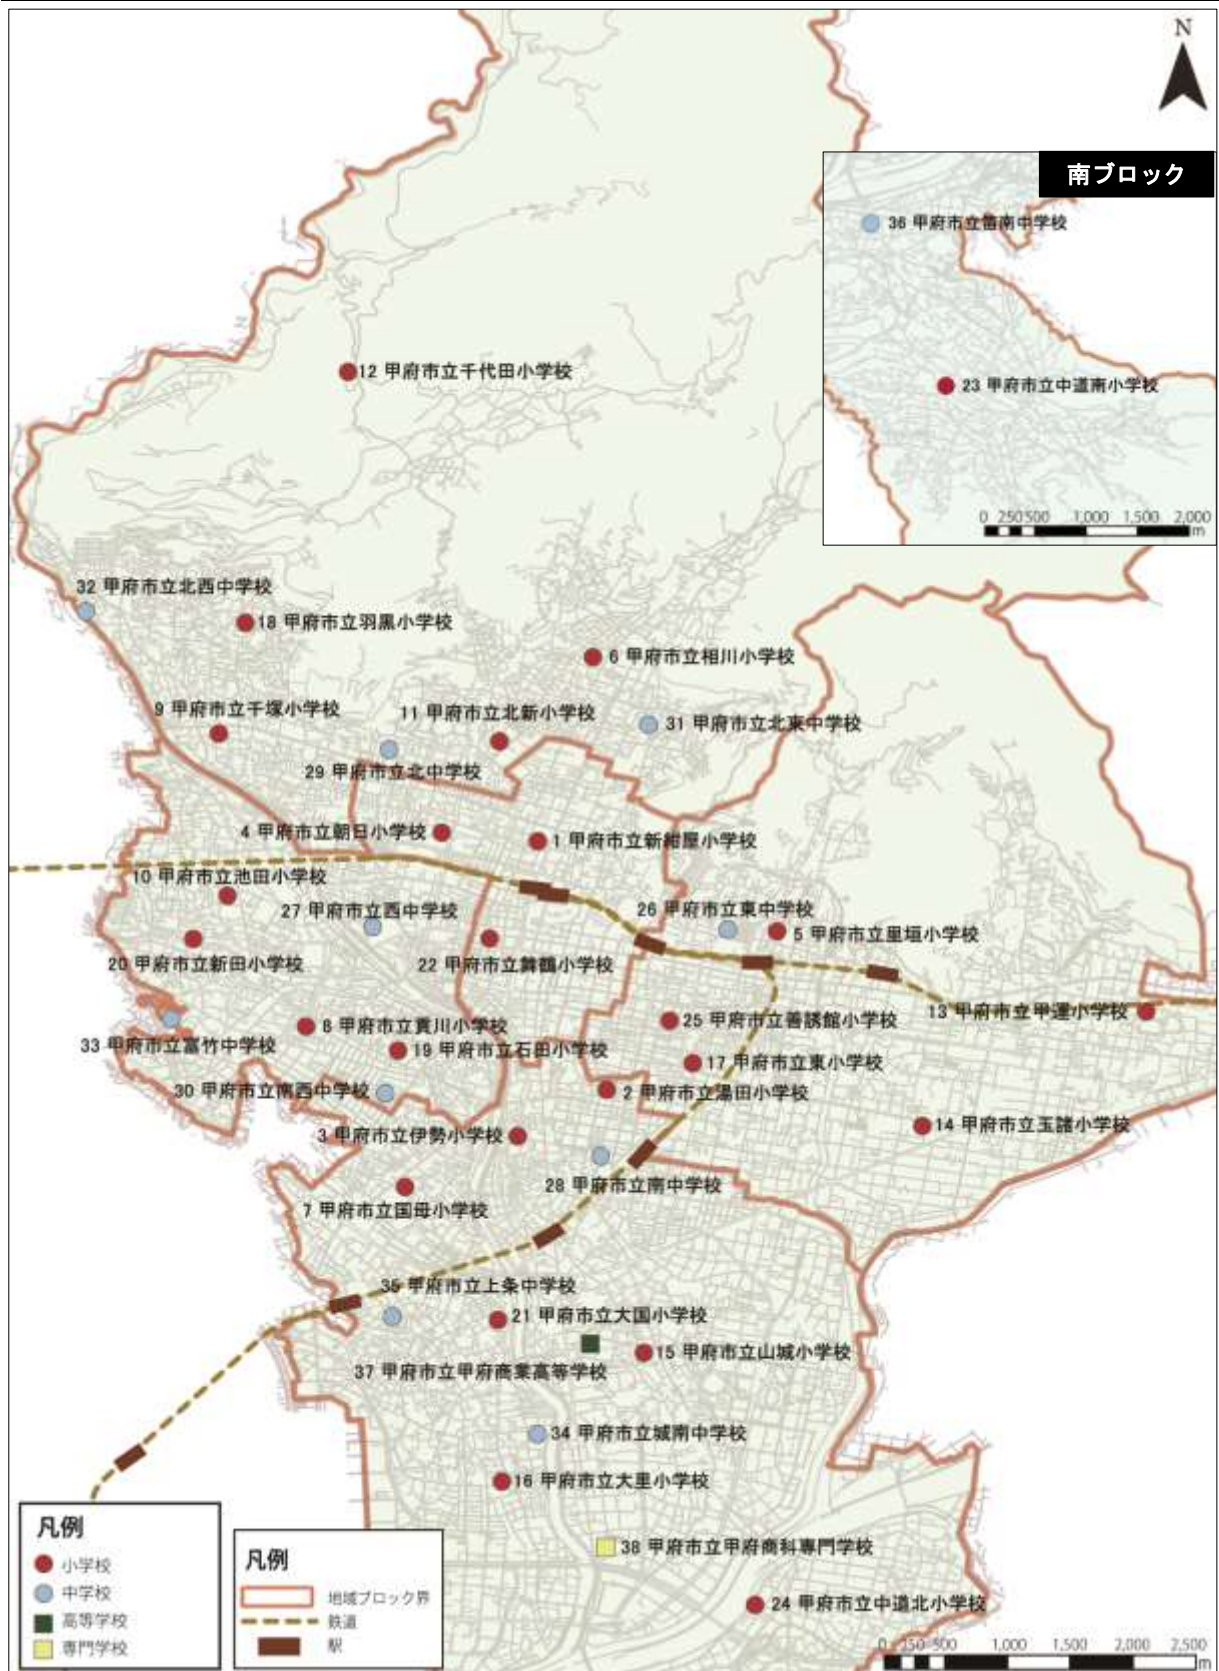 N
南ブロック
36 甲府市立笛南中学校
12 甲府市立千代田小学校
23 甲府市立中道南小学校
0 250 500 1,000 1,500 2,000
m
32 甲府市立北西中学校
18 甲府市立羽黒小学校
6 甲府市立相川小学校
9 甲府市立千塚小学校
11 甲府市立北新小学校
31 甲府市立北東中学校
29 甲府市立北中学校
4 甲府市立朝日小学校
1 甲府市立新紺屋小学校
10 甲府市立池田小学校
27 甲府市立西中学校
26 甲府市立東中学校
5 甲府市立里垣小学校
20 甲府市立新田小学校
22 甲府市立舞鶴小学校
13 甲府市立甲運小学校
8 甲府市立貢川小学校
25 甲府市立善誘館小学校
33 甲府市立富竹中学校
19 甲府市立石田小学校
17 甲府市立東小学校
30 甲府市立南西中学校
2 甲府市立湯田小学校
14 甲府市立玉諸小学校
3 甲府市立伊勢小学校
28 甲府市立南中学校
7 甲府市立国母小学校
35 甲府市立上条中学校
21 甲府市立大国小学校
15 甲府市立山城小学校
37 甲府市立甲府商業高等学校
34 甲府市立城南中学校
16 甲府市立大里小学校
38 甲府市立甲府商科専門学校
24 甲府市立中道北小学校
凡例
小学校
中学校
高等学校
専門学校
凡例
地域ブロック界
鉄道
駅
0 250 500 1,000 1,500 2,000 2,500
m